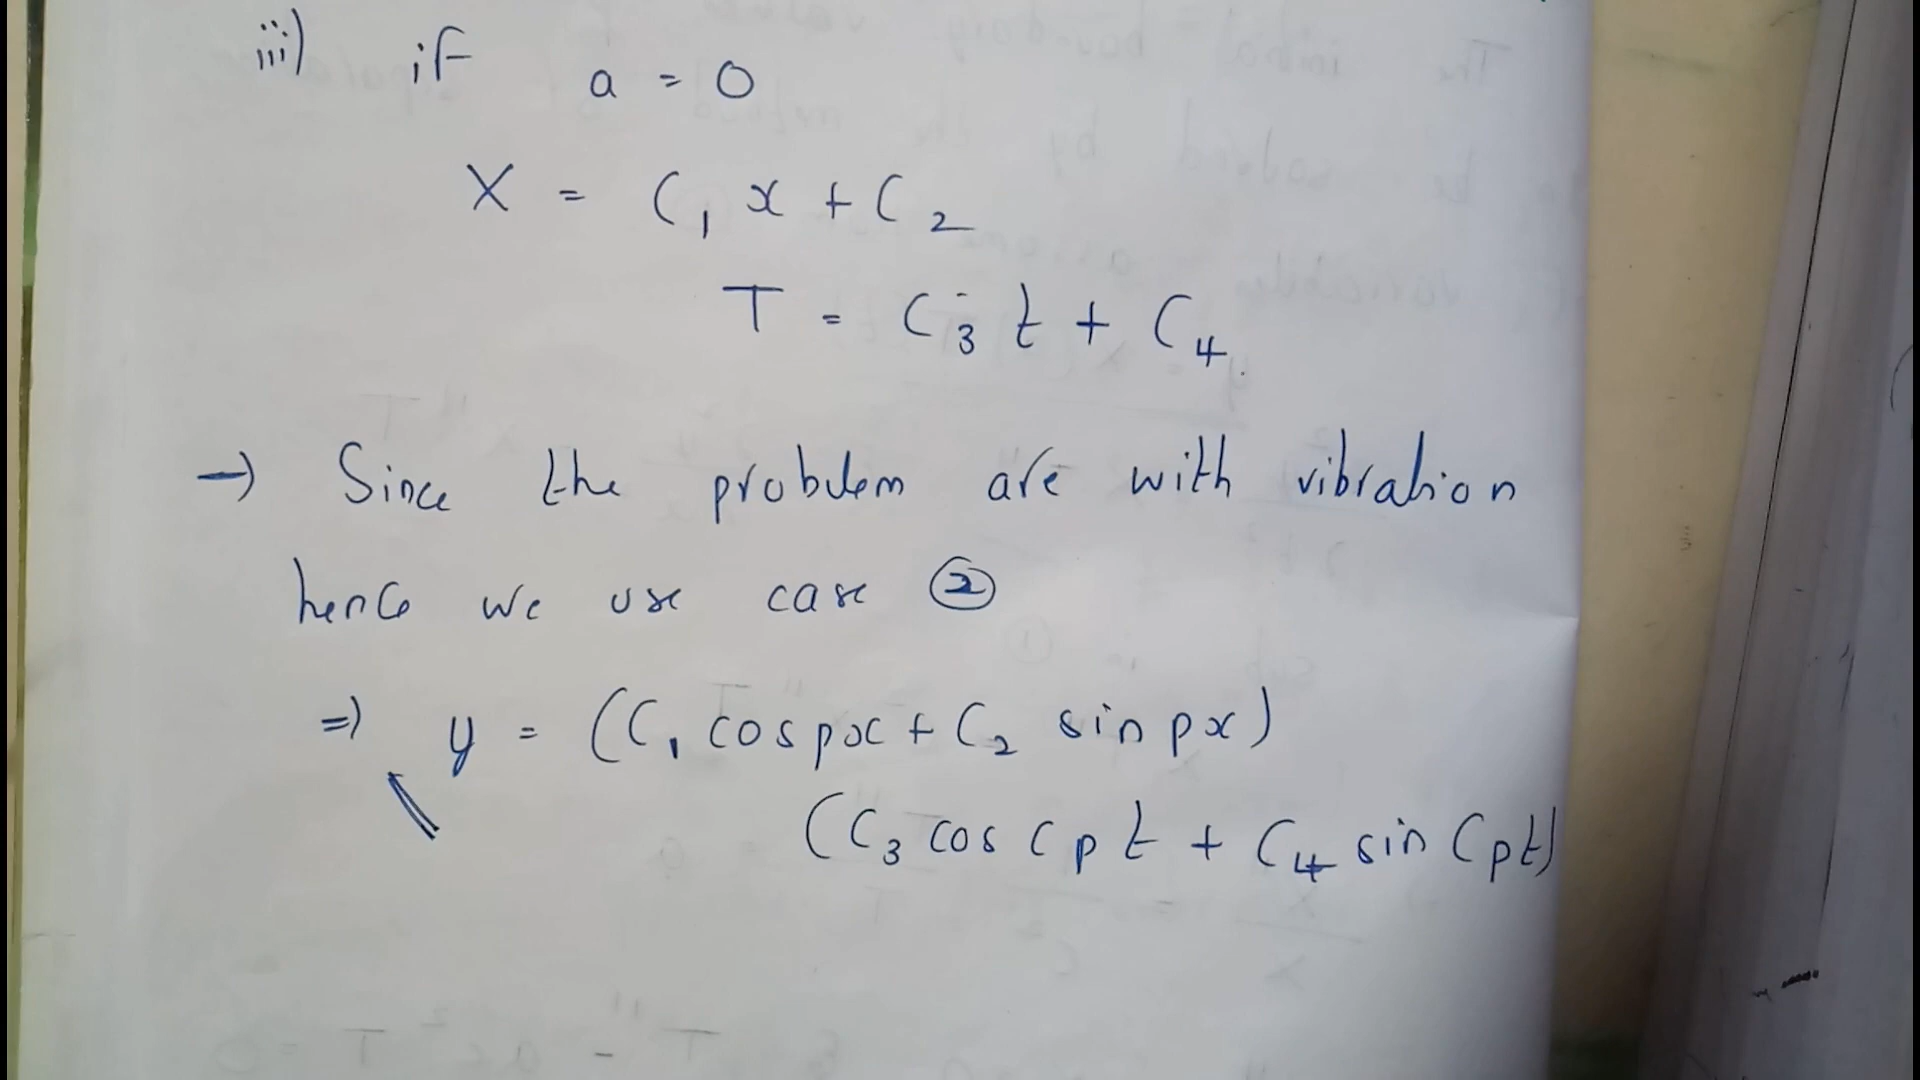 iii) if a = 0
X = C₁ x + C₂
T = C₃ t + C₄.
→ Since the problem are with vibration
hence we use case ②
⇒ y = (C₁ cos px + C₂ sin px)
(C₃ cos Cpt + C₄ sin Cpt)